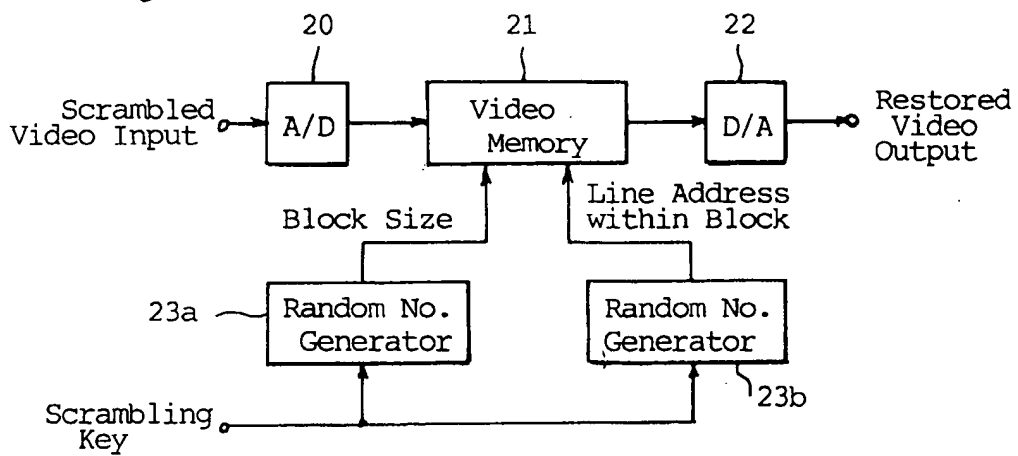 20
21
22
Scrambled
Video Input
A/D
Video
Memory
D/A
Restored
Video
Output
Block Size
Line Address
within Block
23a
Random No.
Generator
Random No.
Generator
23b
Scrambling
Key